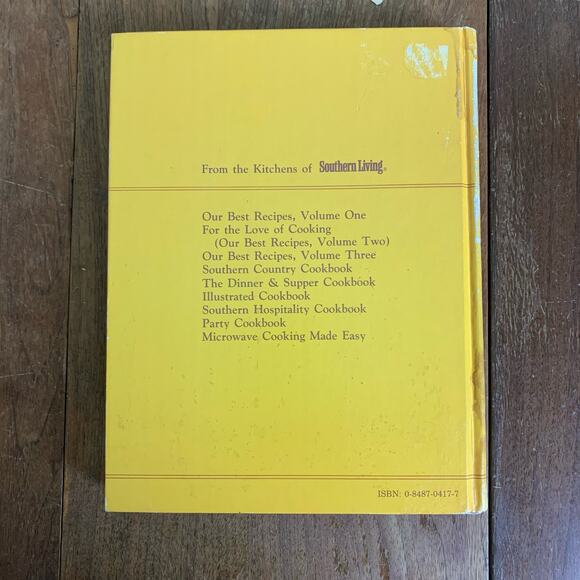 From the Kitchens of Southern Living®
Our Best Recipes, Volume One
For the Love of Cooking
(Our Best Recipes, Volume Two)
Our Best Recipes, Volume Three
Southern Country Cookbook
The Dinner & Supper Cookbook
Illustrated Cookbook
Southern Hospitality Cookbook
Party Cookbook
Microwave Cooking Made Easy
ISBN: 0-8487-0417-7